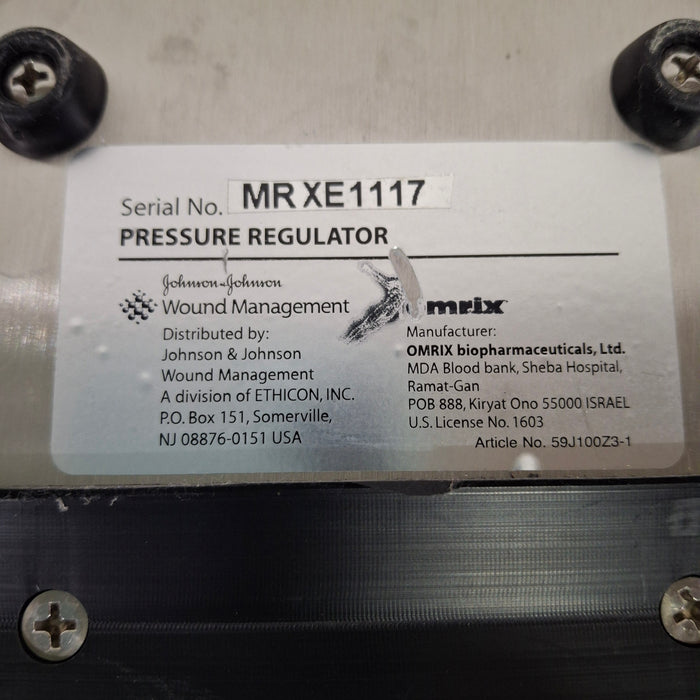 Serial No. MR XE1117
PRESSURE REGULATOR
Johnson & Johnson
Wound Management
Distributed by:
Johnson & Johnson
Wound Management
A division of ETHICON, INC.
P.O. Box 151, Somerville,
NJ 08876-0151 USA
omrix
Manufacturer:
OMRIX biopharmaceuticals, Ltd.
MDA Blood bank, Sheba Hospital,
Ramat-Gan
POB 888, Kiryat Ono 55000 ISRAEL
U.S. License No. 1603
Article No. 59J100Z3-1